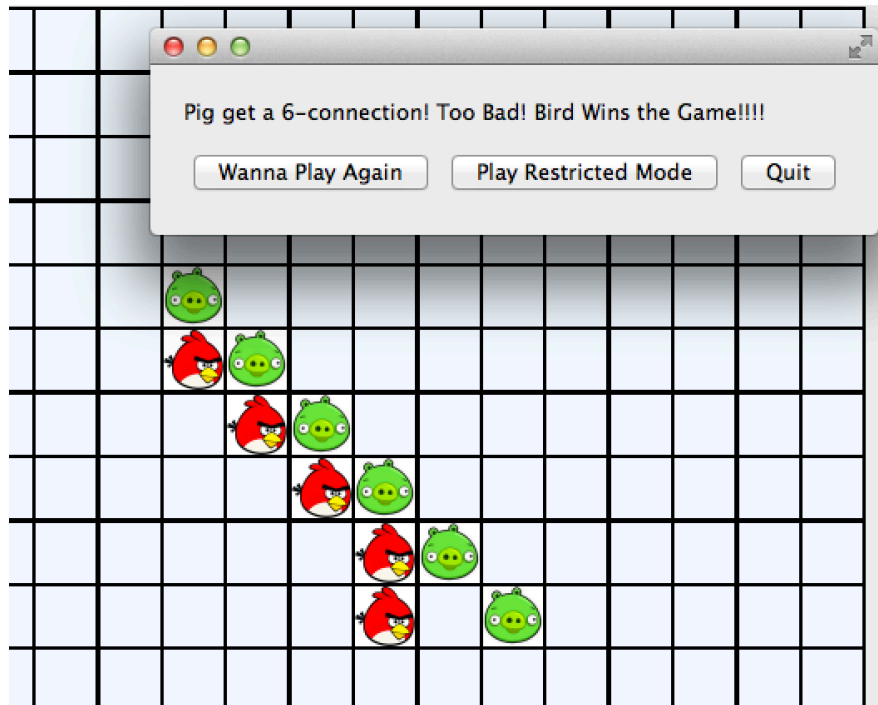 Pig get a 6-connection! Too Bad! Bird Wins the Game!!!!
Wanna Play Again
Play Restricted Mode
Quit